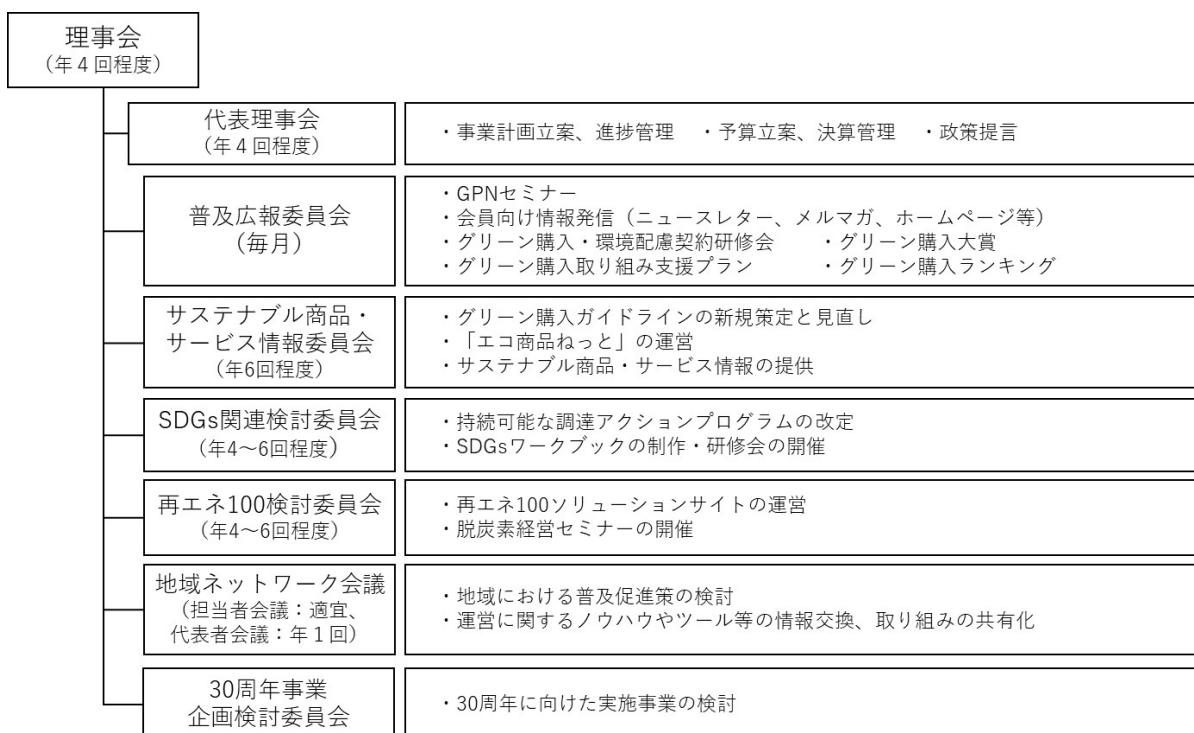 理事会
(年４回程度)
代表理事会
(年４回程度)
・事業計画立案、進捗管理　・予算立案、決算管理　・政策提言
普及広報委員会
(毎月)
・GPNセミナー
・会員向け情報発信（ニュースレター、メルマガ、ホームページ等）
・グリーン購入・環境配慮契約研修会　・グリーン購入大賞
・グリーン購入取り組み支援プラン　・グリーン購入ランキング
サステナブル商品・
サービス情報委員会
(年6回程度)
・グリーン購入ガイドラインの新規策定と見直し
・「エコ商品ねっと」の運営
・サステナブル商品・サービス情報の提供
SDGs関連検討委員会
（年4～6回程度）
・持続可能な調達アクションプログラムの改定
・SDGsワークブックの制作・研修会の開催
再エネ100検討委員会
（年4～6回程度）
・再エネ100ソリューションサイトの運営
・脱炭素経営セミナーの開催
地域ネットワーク会議
（担当者会議：適宜、
代表者会議：年１回）
・地域における普及促進策の検討
・運営に関するノウハウやツール等の情報交換、取り組みの共有化
30周年事業
企画検討委員会
・30周年に向けた実施事業の検討